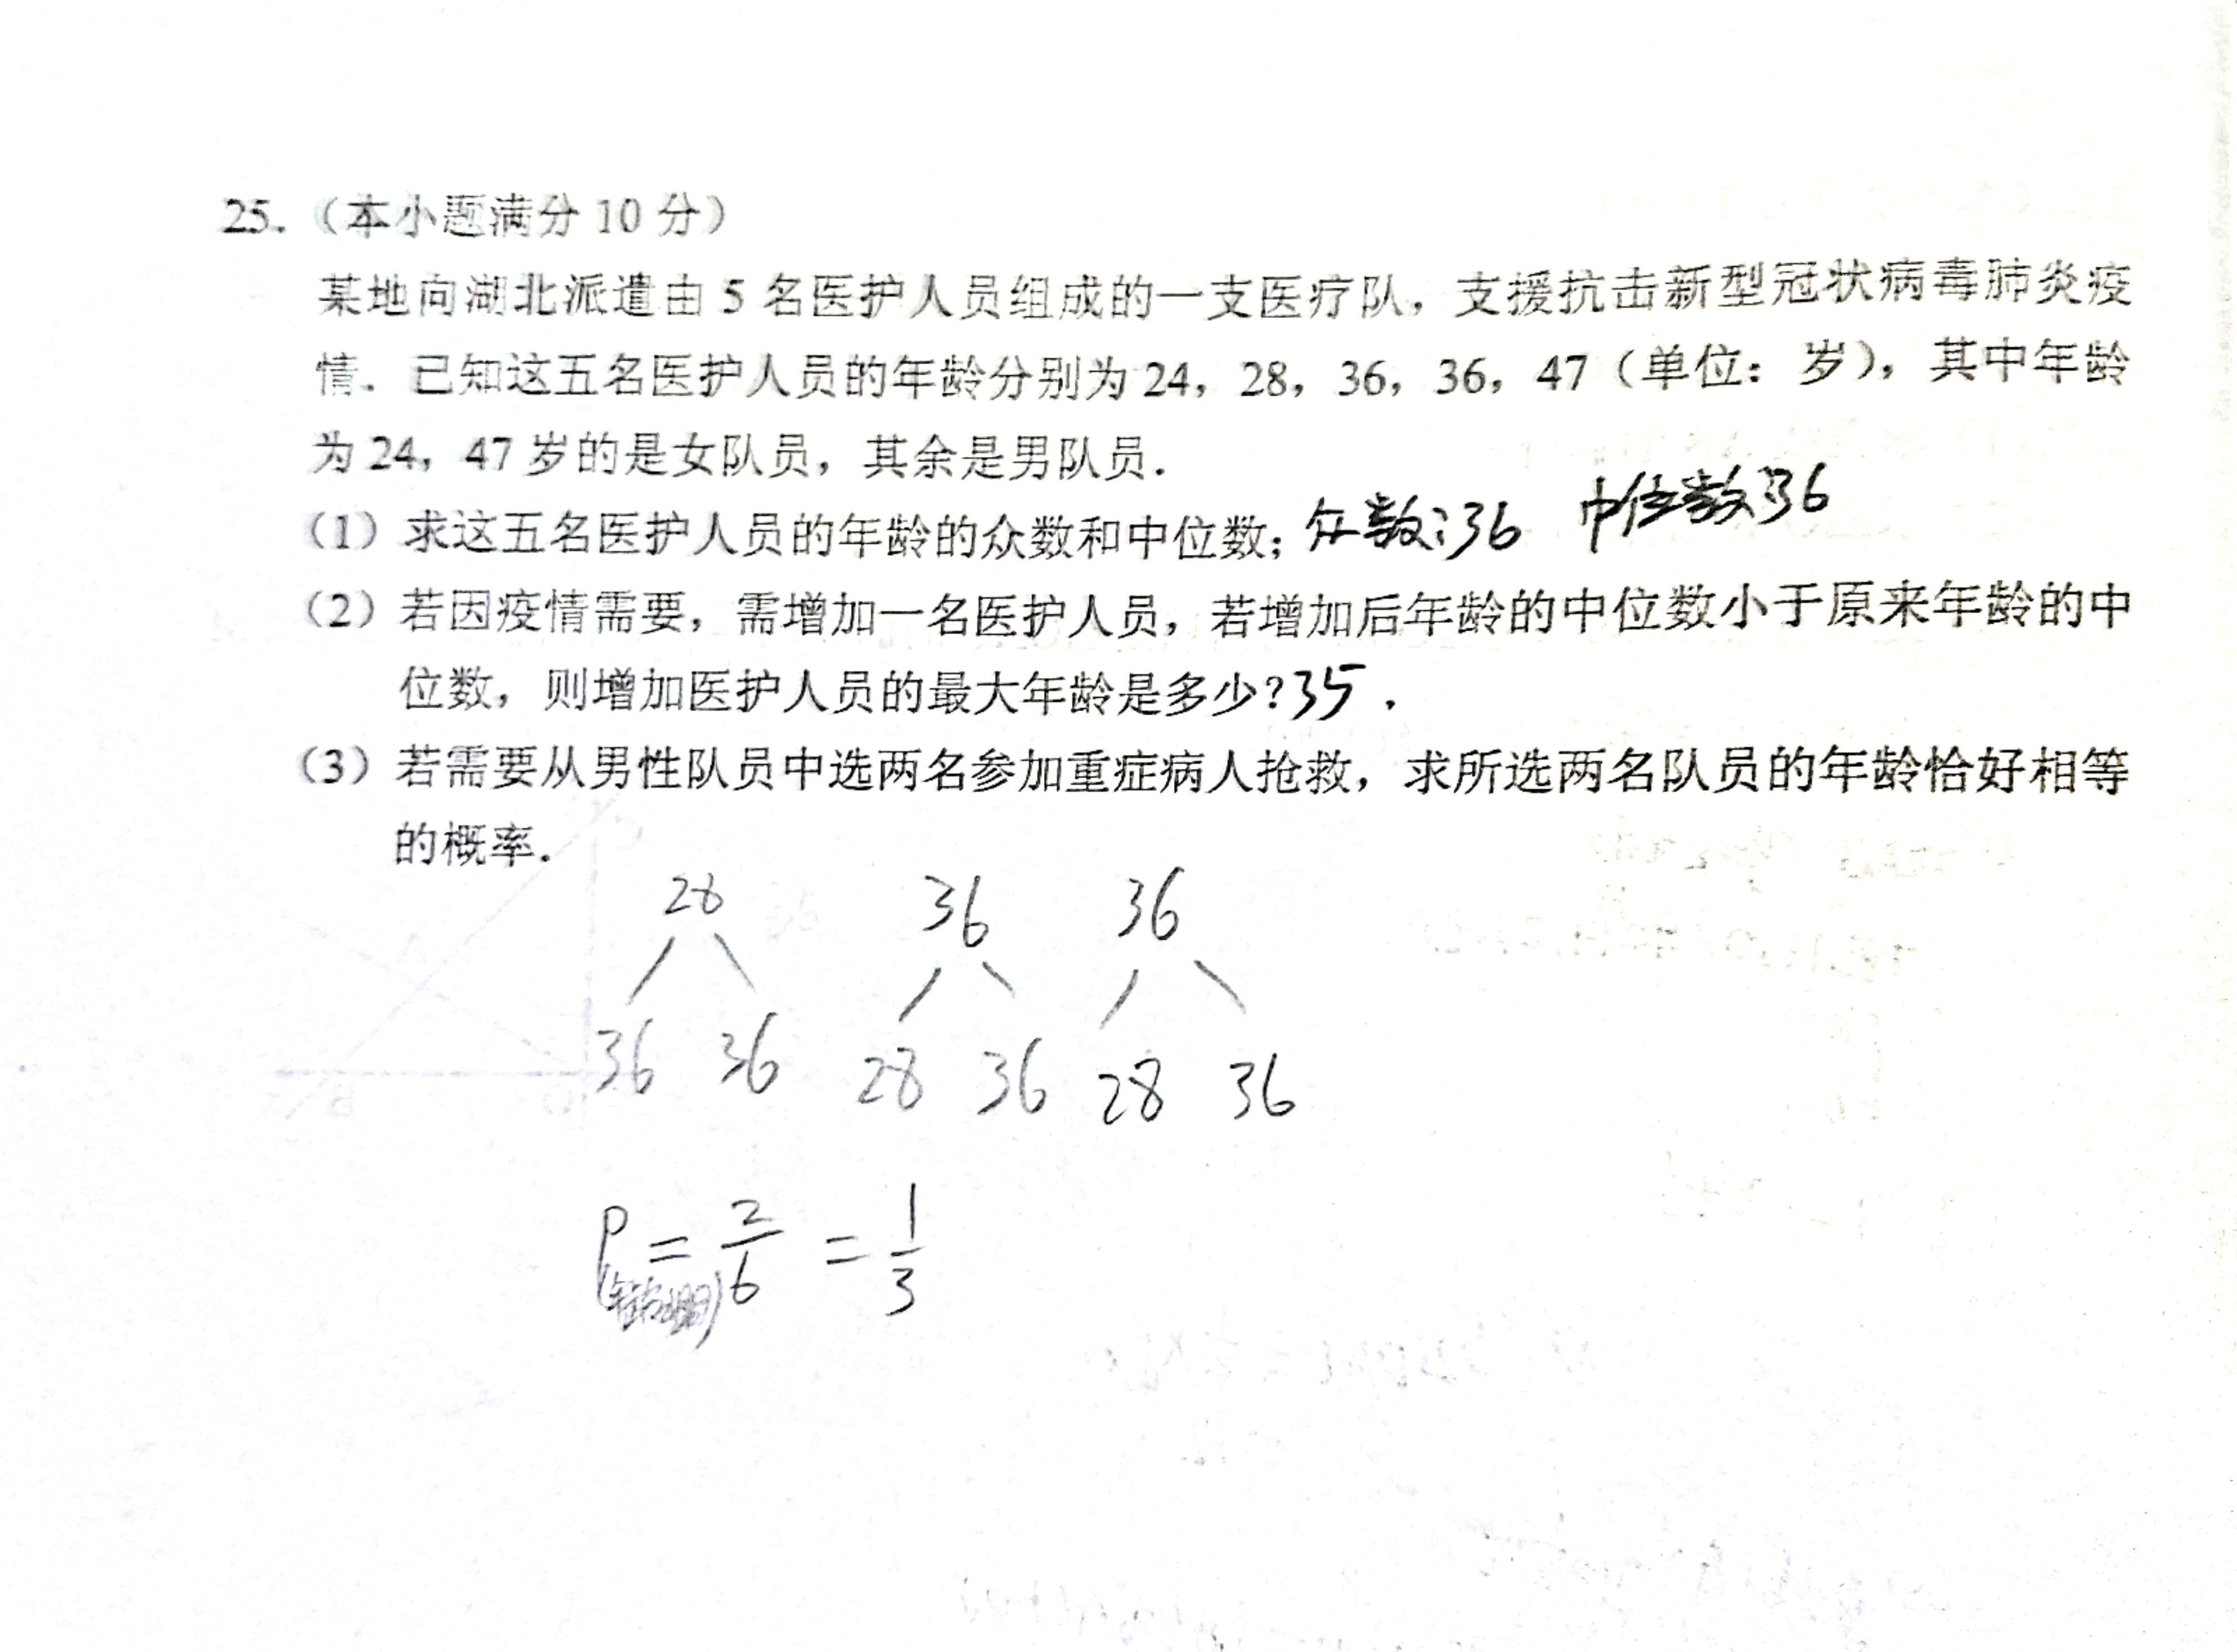 25.（本小题满分10分）
某地向湖北派遣由5名医护人员组成的一支医疗队，支援抗击新型冠状病毒肺炎疫
情．已知这五名医护人员的年龄分别为24，28，36，36，47（单位：岁），其中年龄
为24，47岁的是女队员，其余是男队员．
（1）求这五名医护人员的年龄的众数和中位数；众数:36 中位数:36
（2）若因疫情需要，需增加一名医护人员，若增加后年龄的中位数小于原来年龄的中
位数，则增加医护人员的最大年龄是多少？35．
（3）若需要从男性队员中选两名参加重症病人抢救，求所选两名队员的年龄恰好相等
的概率．
28 36 36
36 36 28 36 28 36
P = 2/6 = 1/3